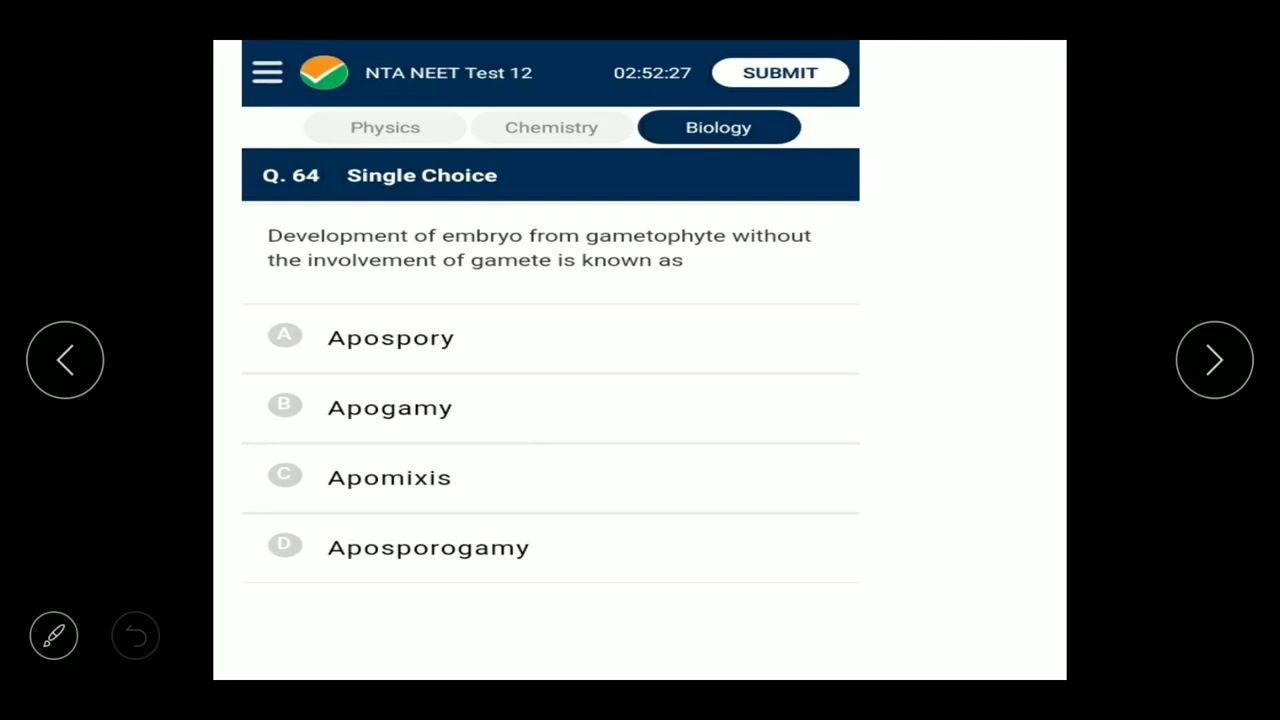 NTA NEET Test 12 02:52:27 SUBMIT
Physics Chemistry Biology
Q. 64 Single Choice
Development of embryo from gametophyte without
the involvement of gamete is known as
A Apospory
B Apogamy
C Apomixis
D Aposporogamy